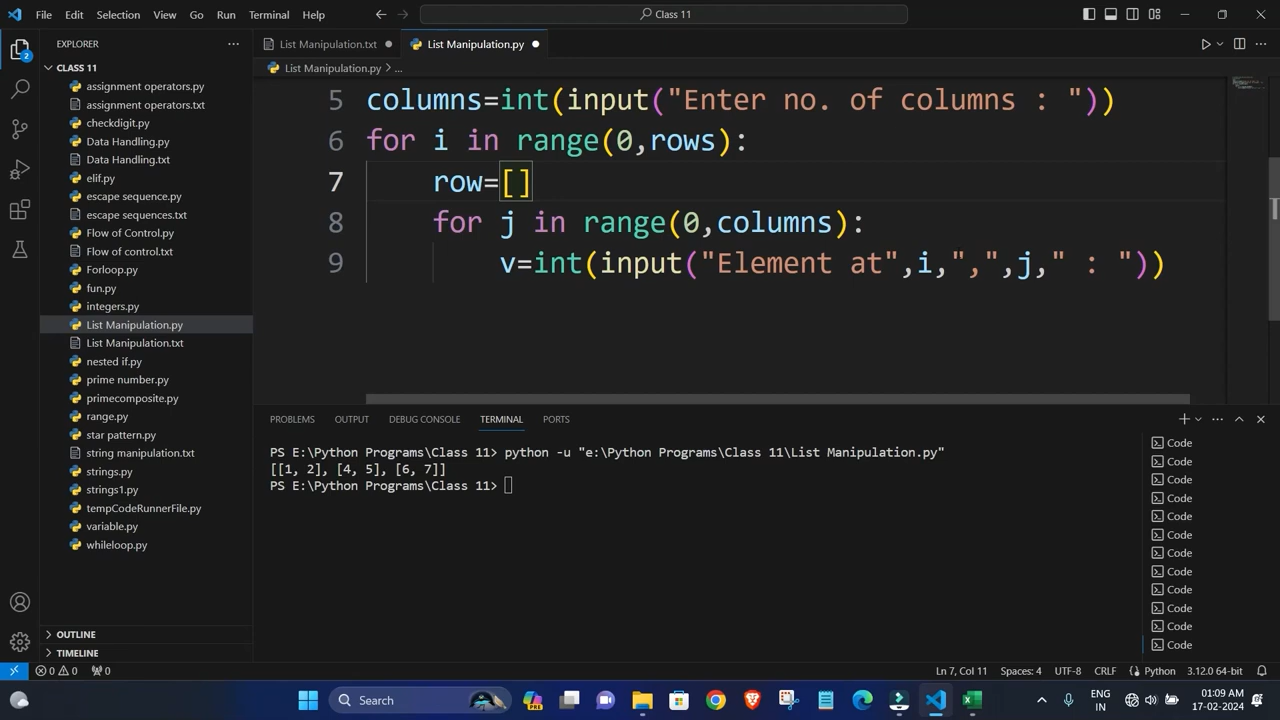 File Edit Selection View Go Run Terminal Help
Class 11
EXPLORER
List Manipulation.txt
List Manipulation.py
CLASS 11
List Manipulation.py > ...
assignment operators.py
assignment operators.txt
checkdigit.py
Data Handling.py
Data Handling.txt
elif.py
escape sequence.py
escape sequences.txt
Flow of Control.py
Flow of control.txt
Forloop.py
fun.py
integers.py
List Manipulation.py
List Manipulation.txt
nested if.py
prime number.py
primecomposite.py
range.py
star pattern.py
string manipulation.txt
strings.py
strings1.py
tempCodeRunnerFile.py
variable.py
whileloop.py
OUTLINE
TIMELINE
5 columns=int(input("Enter no. of columns : "))
6 for i in range(0,rows):
7 row=[]
8 for j in range(0,columns):
9 v=int(input("Element at",i,",",j," : "))
PROBLEMS OUTPUT DEBUG CONSOLE TERMINAL PORTS
PS E:\Python Programs\Class 11> python -u "e:\Python Programs\Class 11\List Manipulation.py"
[[1, 2], [4, 5], [6, 7]]
PS E:\Python Programs\Class 11>
Code
Code
Code
Code
Code
Code
Code
Code
Code
Code
Code
Code
2
0 0 0 Ln 7, Col 11 Spaces: 4 UTF-8 CRLF Python 3.12.0 64-bit
Search
PRE
ENG
IN
01:09 AM
17-02-2024